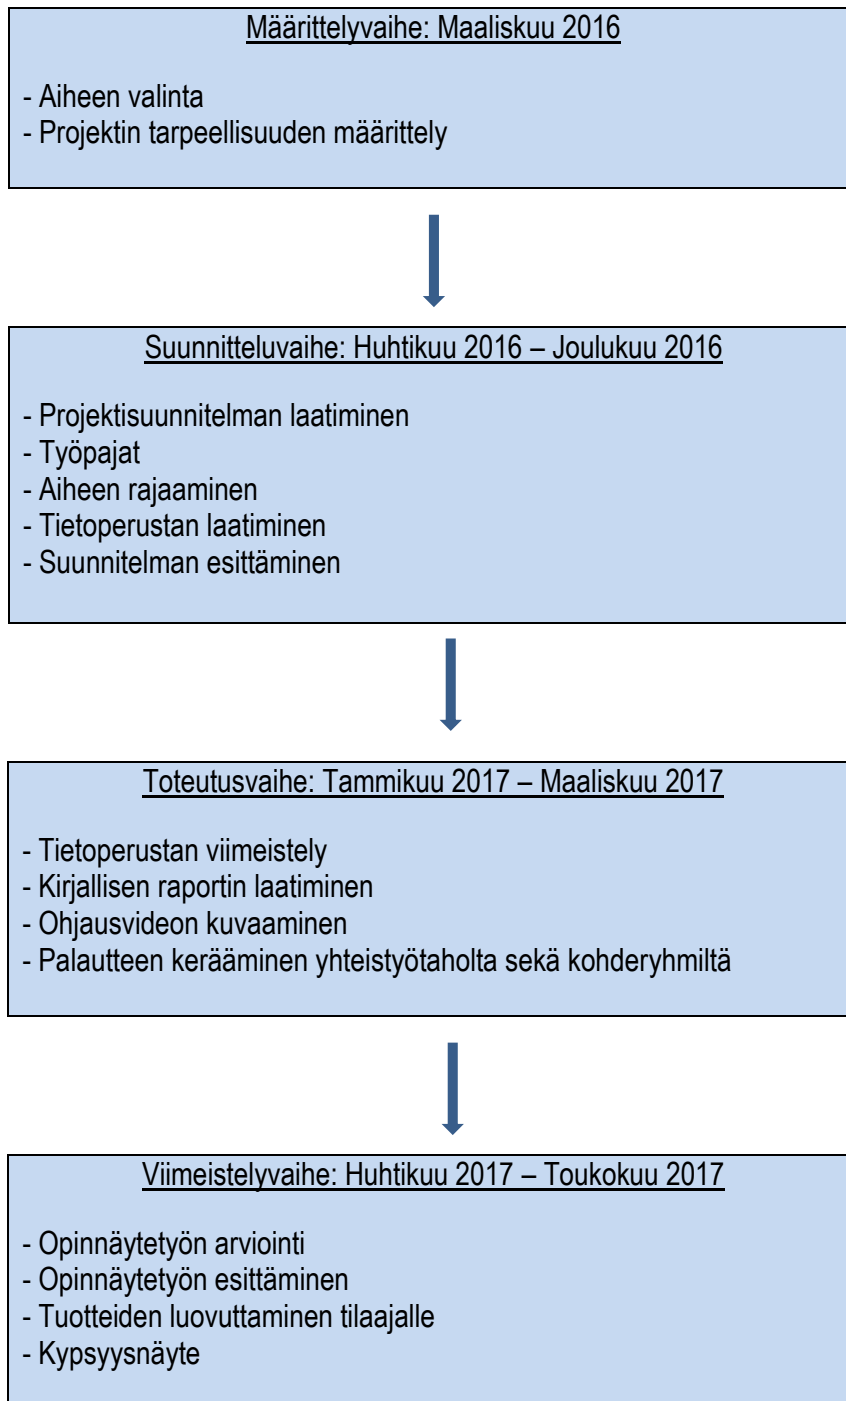 Määrittelyvaihe: Maaliskuu 2016
- Aiheen valinta
- Projektin tarpeellisuuden määrittely
Suunnitteluvaihe: Huhtikuu 2016 – Joulukuu 2016
- Projektisuunnitelman laatiminen
- Työpajat
- Aiheen rajaaminen
- Tietoperustan laatiminen
- Suunnitelman esittäminen
Toteutusvaihe: Tammikuu 2017 – Maaliskuu 2017
- Tietoperustan viimeistely
- Kirjallisen raportin laatiminen
- Ohjausvideon kuvaaminen
- Palautteen kerääminen yhteistyötaholta sekä kohderyhmiltä
Viimeistelyvaihe: Huhtikuu 2017 – Toukokuu 2017
- Opinnäytetyön arviointi
- Opinnäytetyön esittäminen
- Tuotteiden luovuttaminen tilaajalle
- Kypsyysnäyte